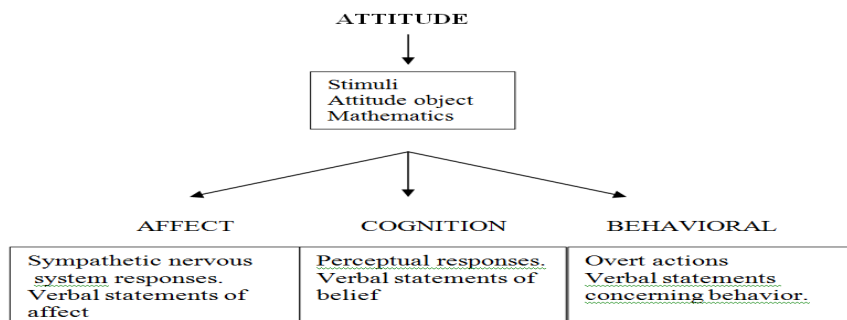 ATTITUDE
Stimuli
Attitude object
Mathematics
AFFECT
COGNITION
BEHAVIORAL
Sympathetic nervous
system responses.
Verbal statements of
affect
Perceptual responses.
Verbal statements of
belief
Overt actions
Verbal statements
concerning behavior.